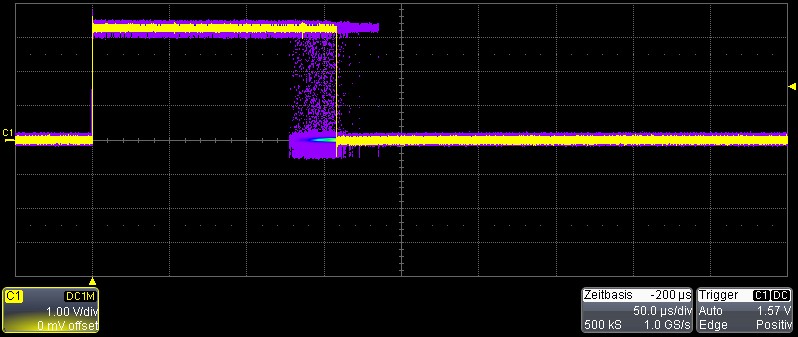 C1
C1 DC1M
1.00 V/div
0 mV offset
Zeitbasis -200 µs
50.0 µs/div
500 kS 1.0 GS/s
Trigger C1 DC
Auto 1.57 V
Edge Positiv